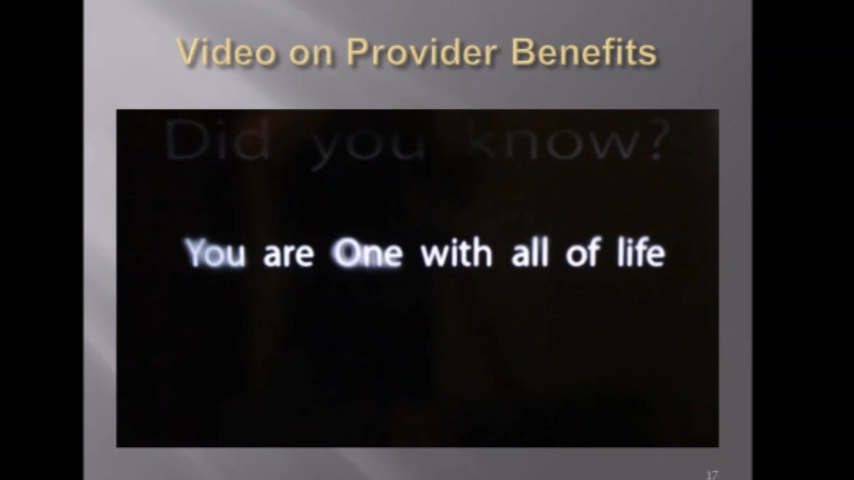 Video on Provider Benefits
Did you know?
You are One with all of life
17